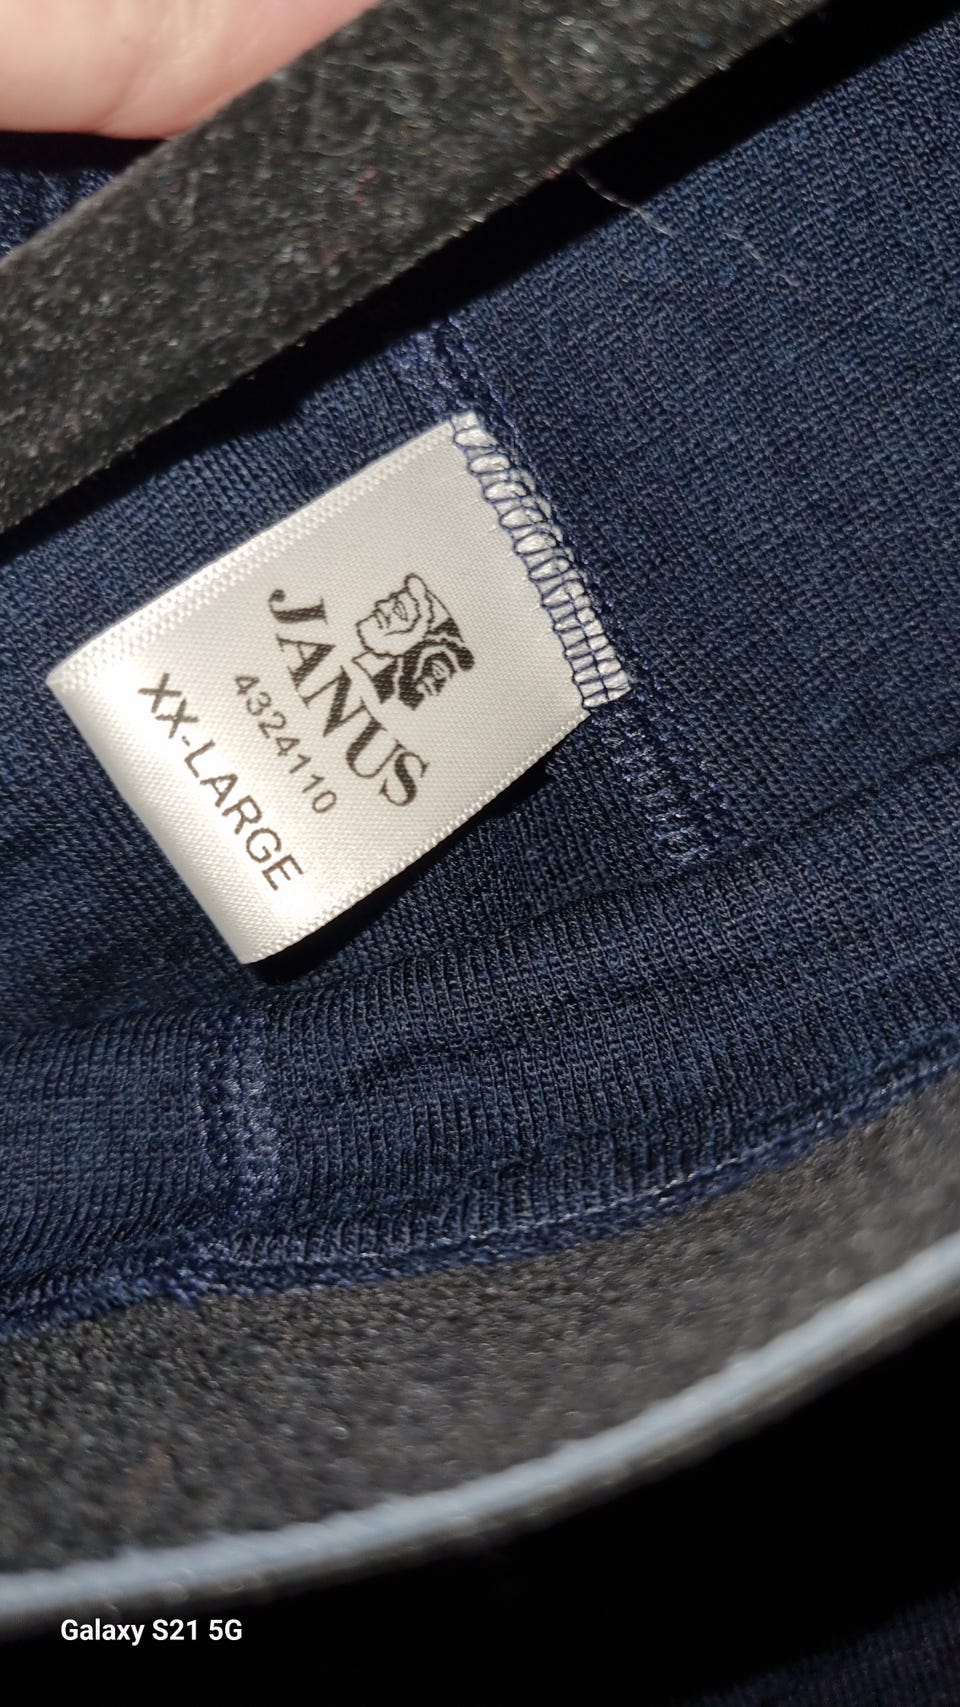 JANUS
4324110
XX-LARGE
Galaxy S21 5G